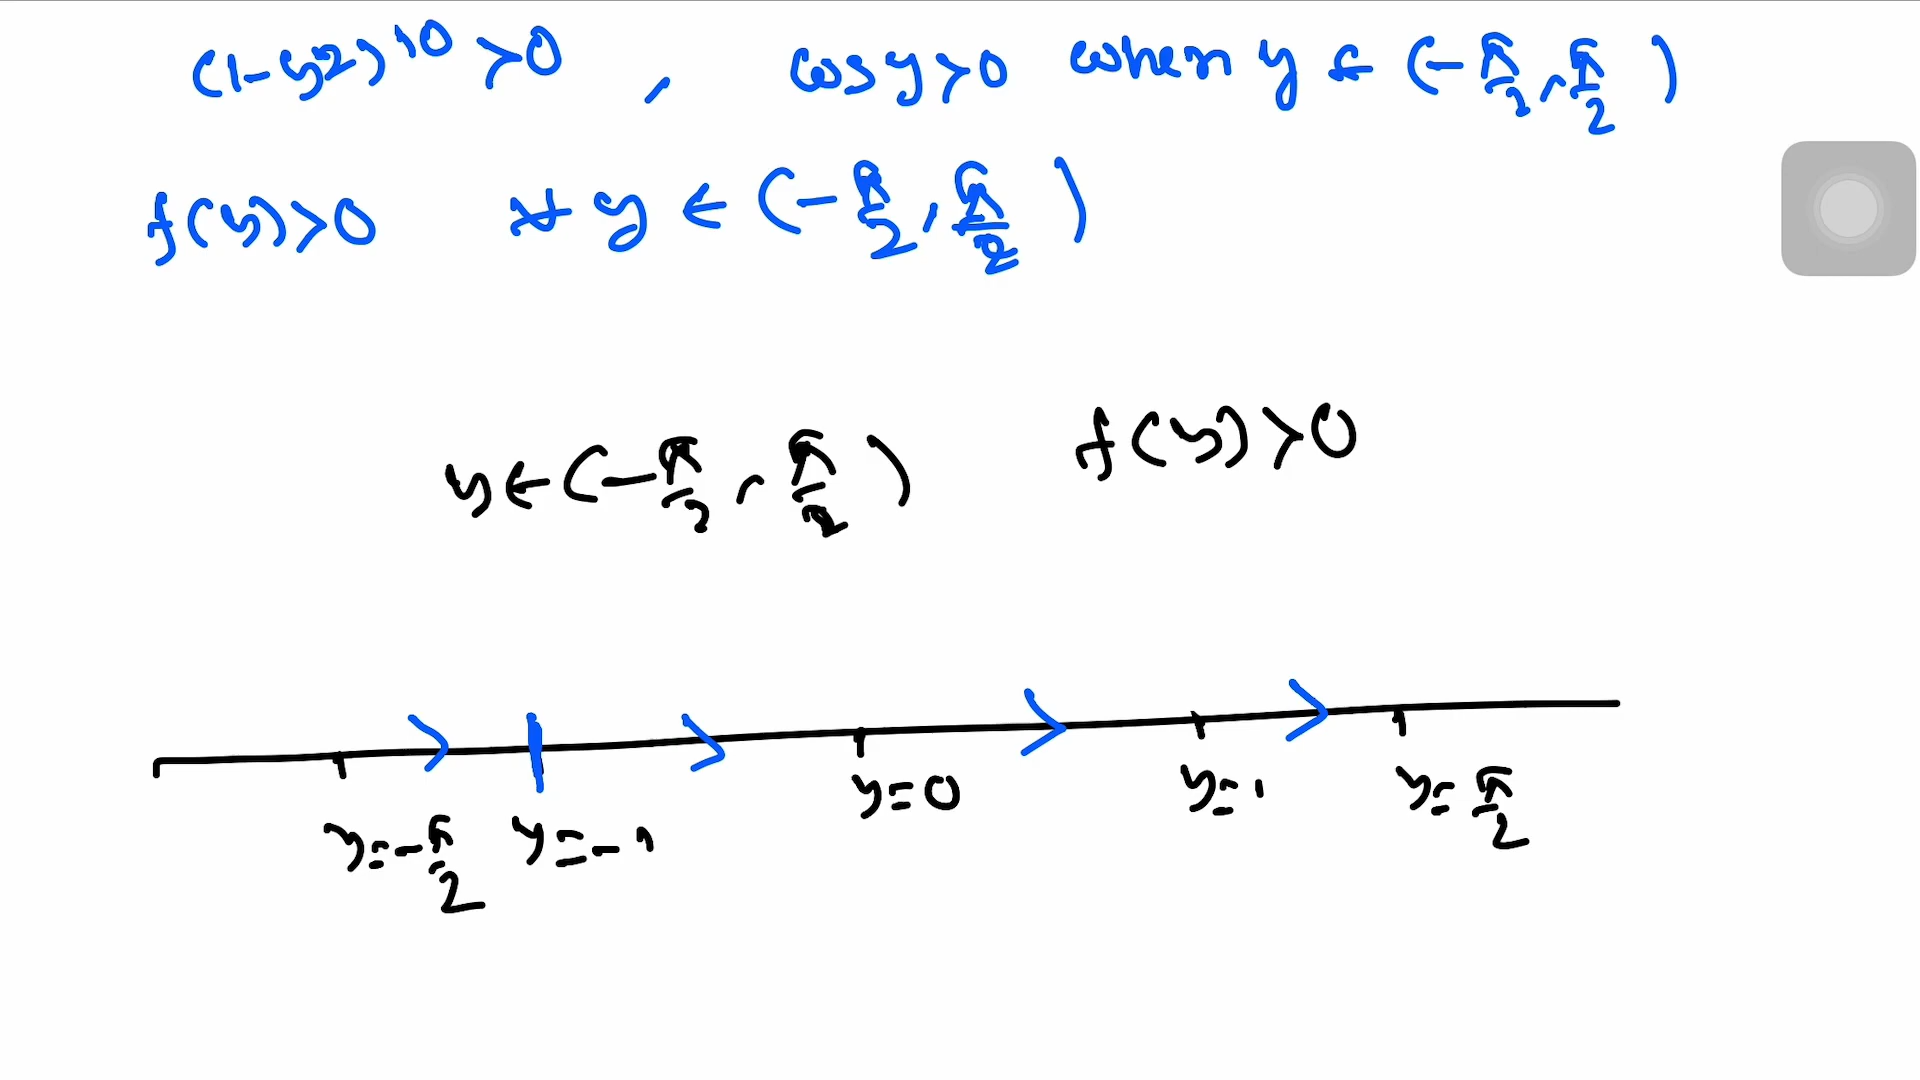 (1-y²)¹⁰ >0 , cosy>0 when y ∈ (-π/2, π/2)
f(y)>0 ∀ y ∈ (-π/2, π/2)
y ∈ (-π/2, π/2) f(y)>0
y=-π/2 y=-1 y=0 y=1 y=π/2